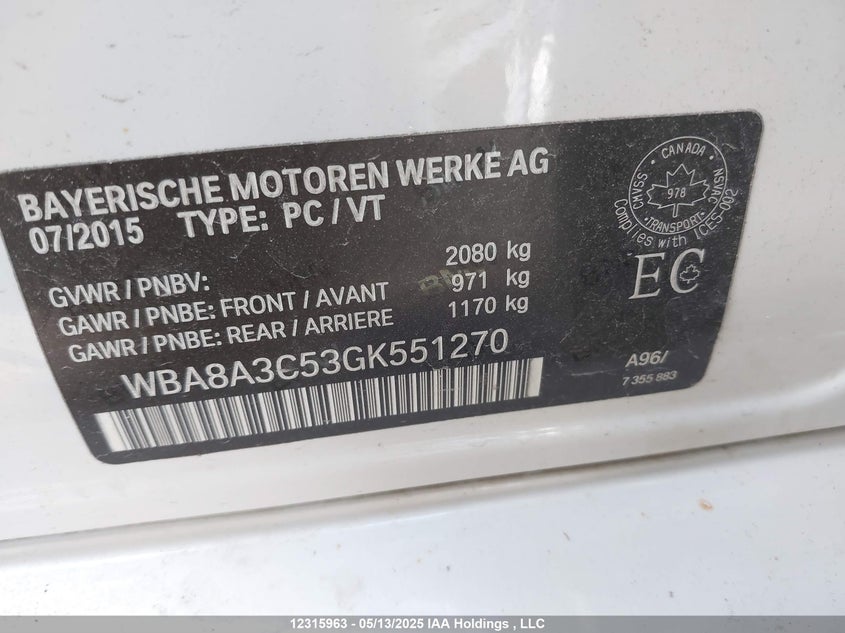 BAYERISCHE MOTOREN WERKE AG
07/2015 TYPE: PC / VT
GVWR / PNBV: 2080 kg
GAWR / PNBE: FRONT / AVANT 971 kg
GAWR / PNBE: REAR / ARRIERE 1170 kg
WBA8A3C53GK551270
CANADA
CMVSS
NSVAC
978
TRANSPORT
Complies with ICES-002
EC
A96/
7 355 883
12315963 - 05/13/2025 IAA Holdings , LLC